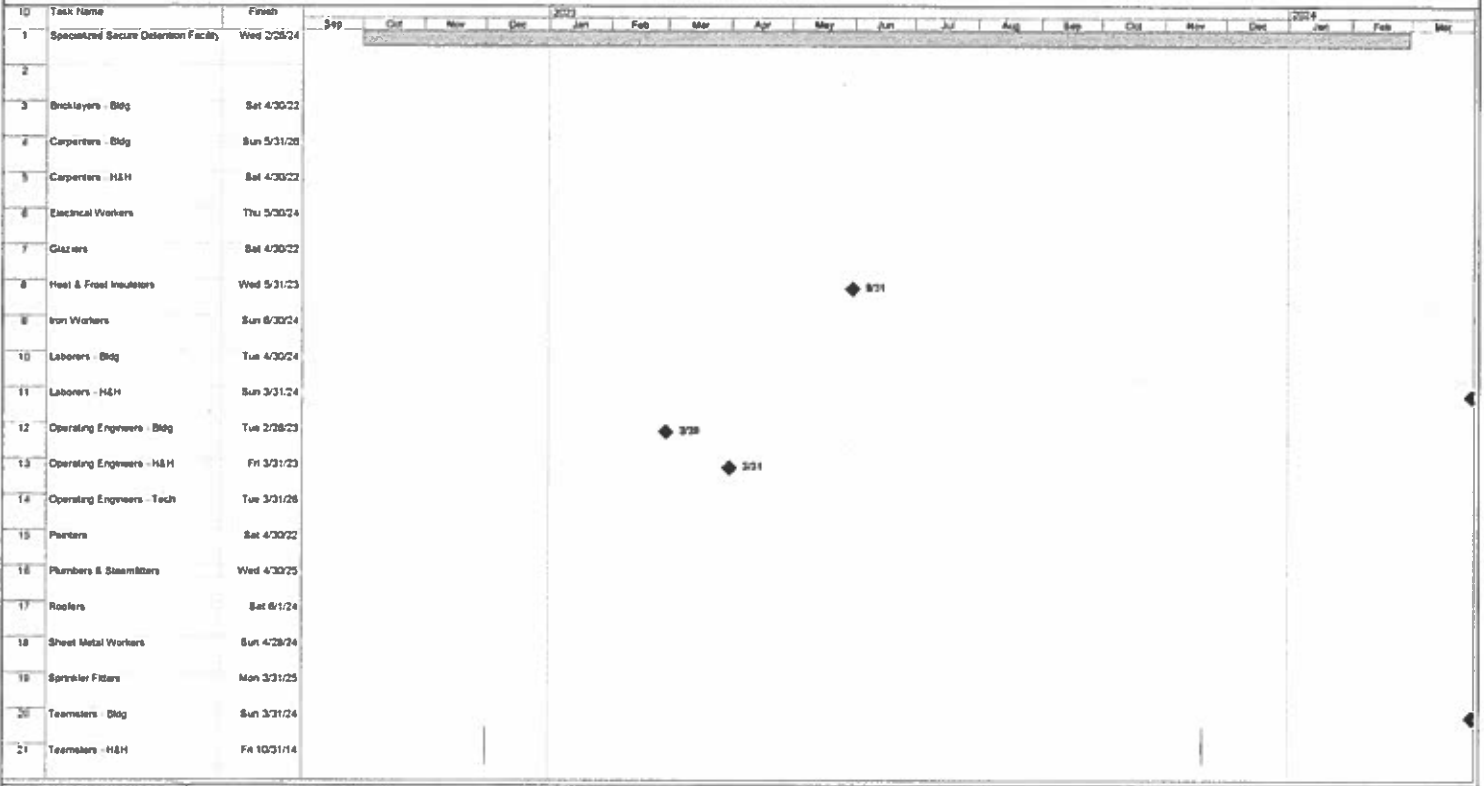 ID Task Name Finish
2023 2024
Sep Oct Nov Dec Jan Feb Mar Apr May Jun Jul Aug Sep Oct Nov Dec Jan Feb Mar
1 Specialized Secure Detention Facility Wed 2/28/24
2
3 Bricklayers - Bldg Sat 4/30/22
4 Carpenters - Bldg Sun 5/31/26
5 Carpenters - H&H Sat 4/30/22
6 Electrical Workers Thu 5/30/24
7 Glaziers Sat 4/30/22
8 Heat & Frost Insulators Wed 5/31/23 5/31
9 Iron Workers Sun 6/30/24
10 Laborers - Bldg Tue 4/30/24
11 Laborers - H&H Sun 3/31/24
12 Operating Engineers - Bldg Tue 2/28/23 2/28
13 Operating Engineers - H&H Fri 3/31/23 3/31
14 Operating Engineers - Tech Tue 3/31/26
15 Painters Sat 4/30/22
16 Plumbers & Steamfitters Wed 4/30/25
17 Roofers Sat 6/1/24
18 Sheet Metal Workers Sun 4/28/24
19 Sprinkler Fitters Mon 3/31/25
20 Teamsters - Bldg Sun 3/31/24
21 Teamsters - H&H Fri 10/31/14